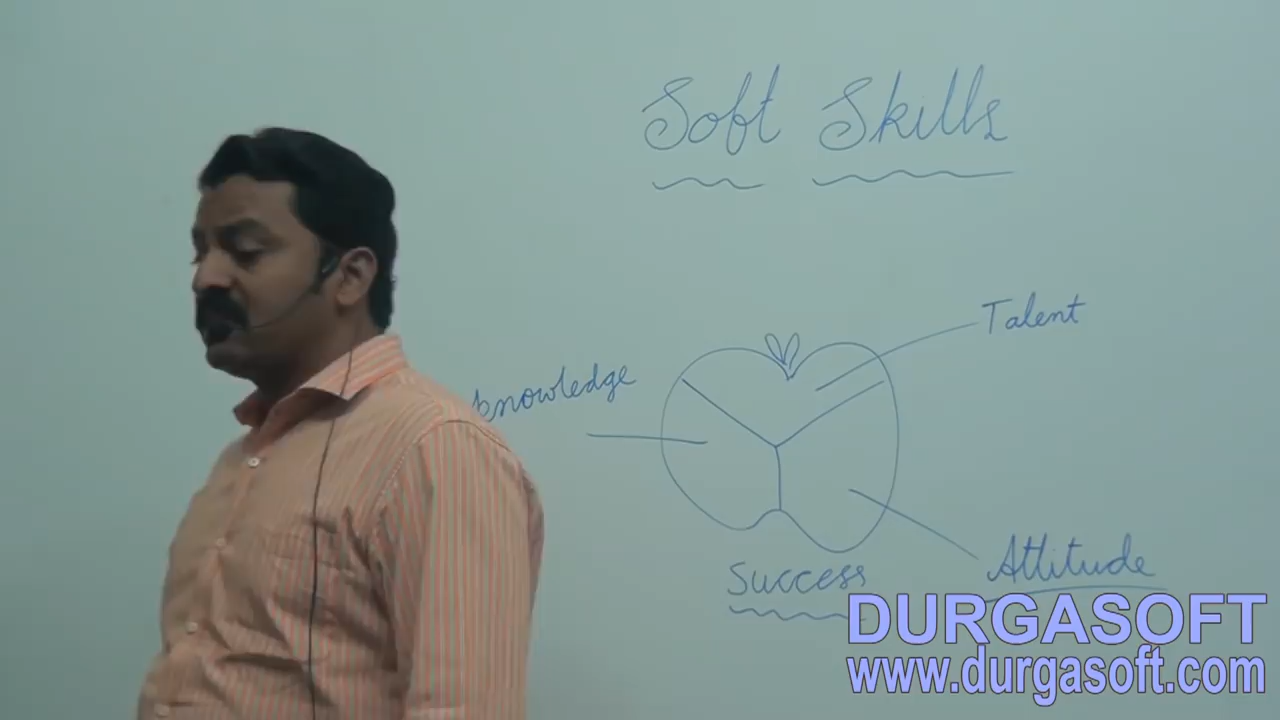 Soft Skills
Talent
knowledge
Attitude
Success
DURGASOFT
www.durgasoft.com